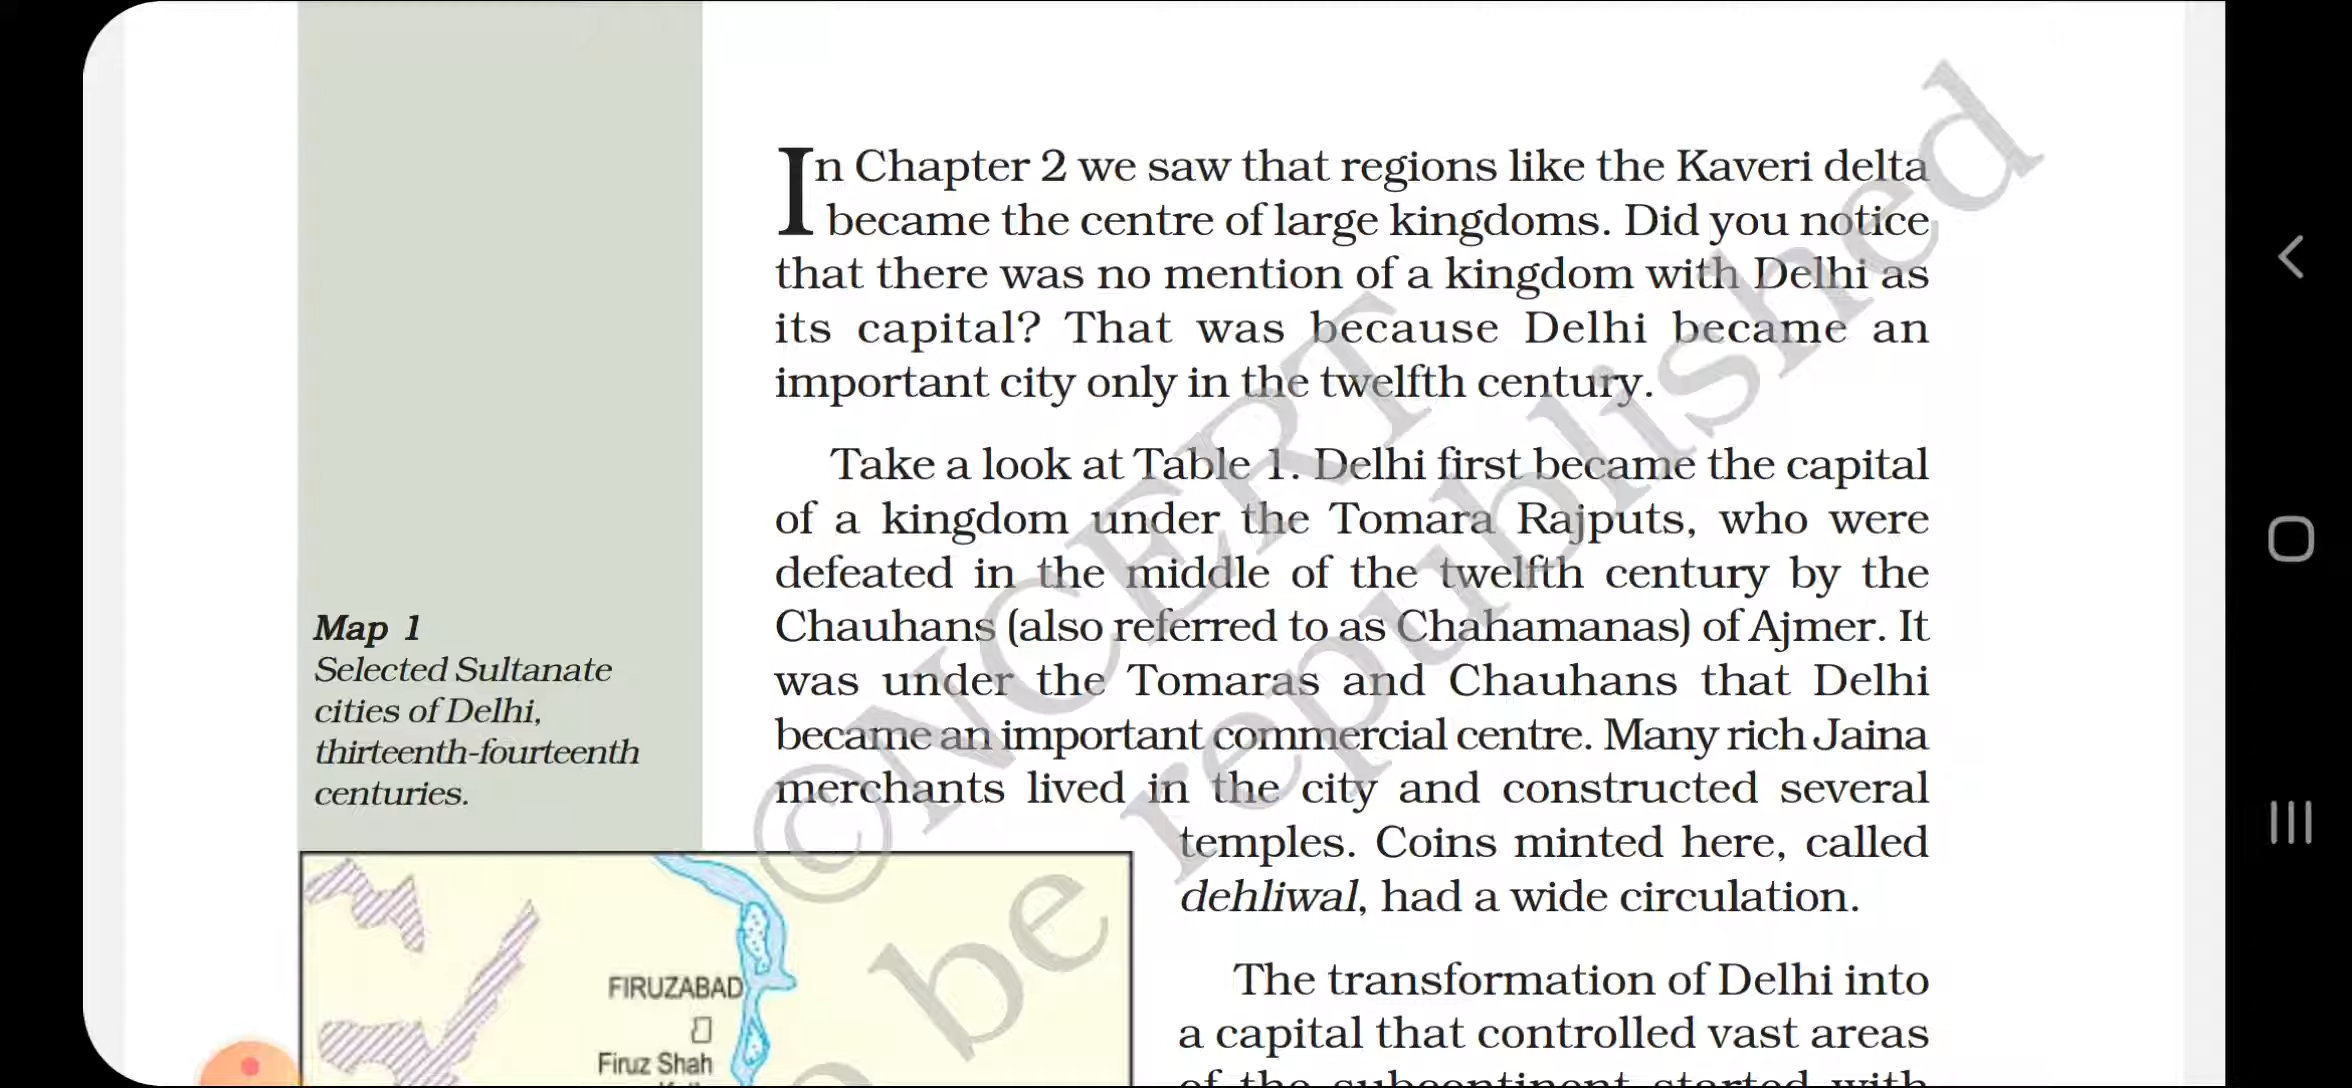 In Chapter 2 we saw that regions like the Kaveri delta
became the centre of large kingdoms. Did you notice
that there was no mention of a kingdom with Delhi as
its capital? That was because Delhi became an
important city only in the twelfth century.
Take a look at Table 1. Delhi first became the capital
of a kingdom under the Tomara Rajputs, who were
defeated in the middle of the twelfth century by the
Chauhans (also referred to as Chahamanas) of Ajmer. It
was under the Tomaras and Chauhans that Delhi
became an important commercial centre. Many rich Jaina
merchants lived in the city and constructed several
temples. Coins minted here, called
dehliwal, had a wide circulation.
The transformation of Delhi into
a capital that controlled vast areas
of the subcontinent started with
Map 1
Selected Sultanate
cities of Delhi,
thirteenth-fourteenth
centuries.
FIRUZABAD
Firuz Shah
©NCERT
be republished